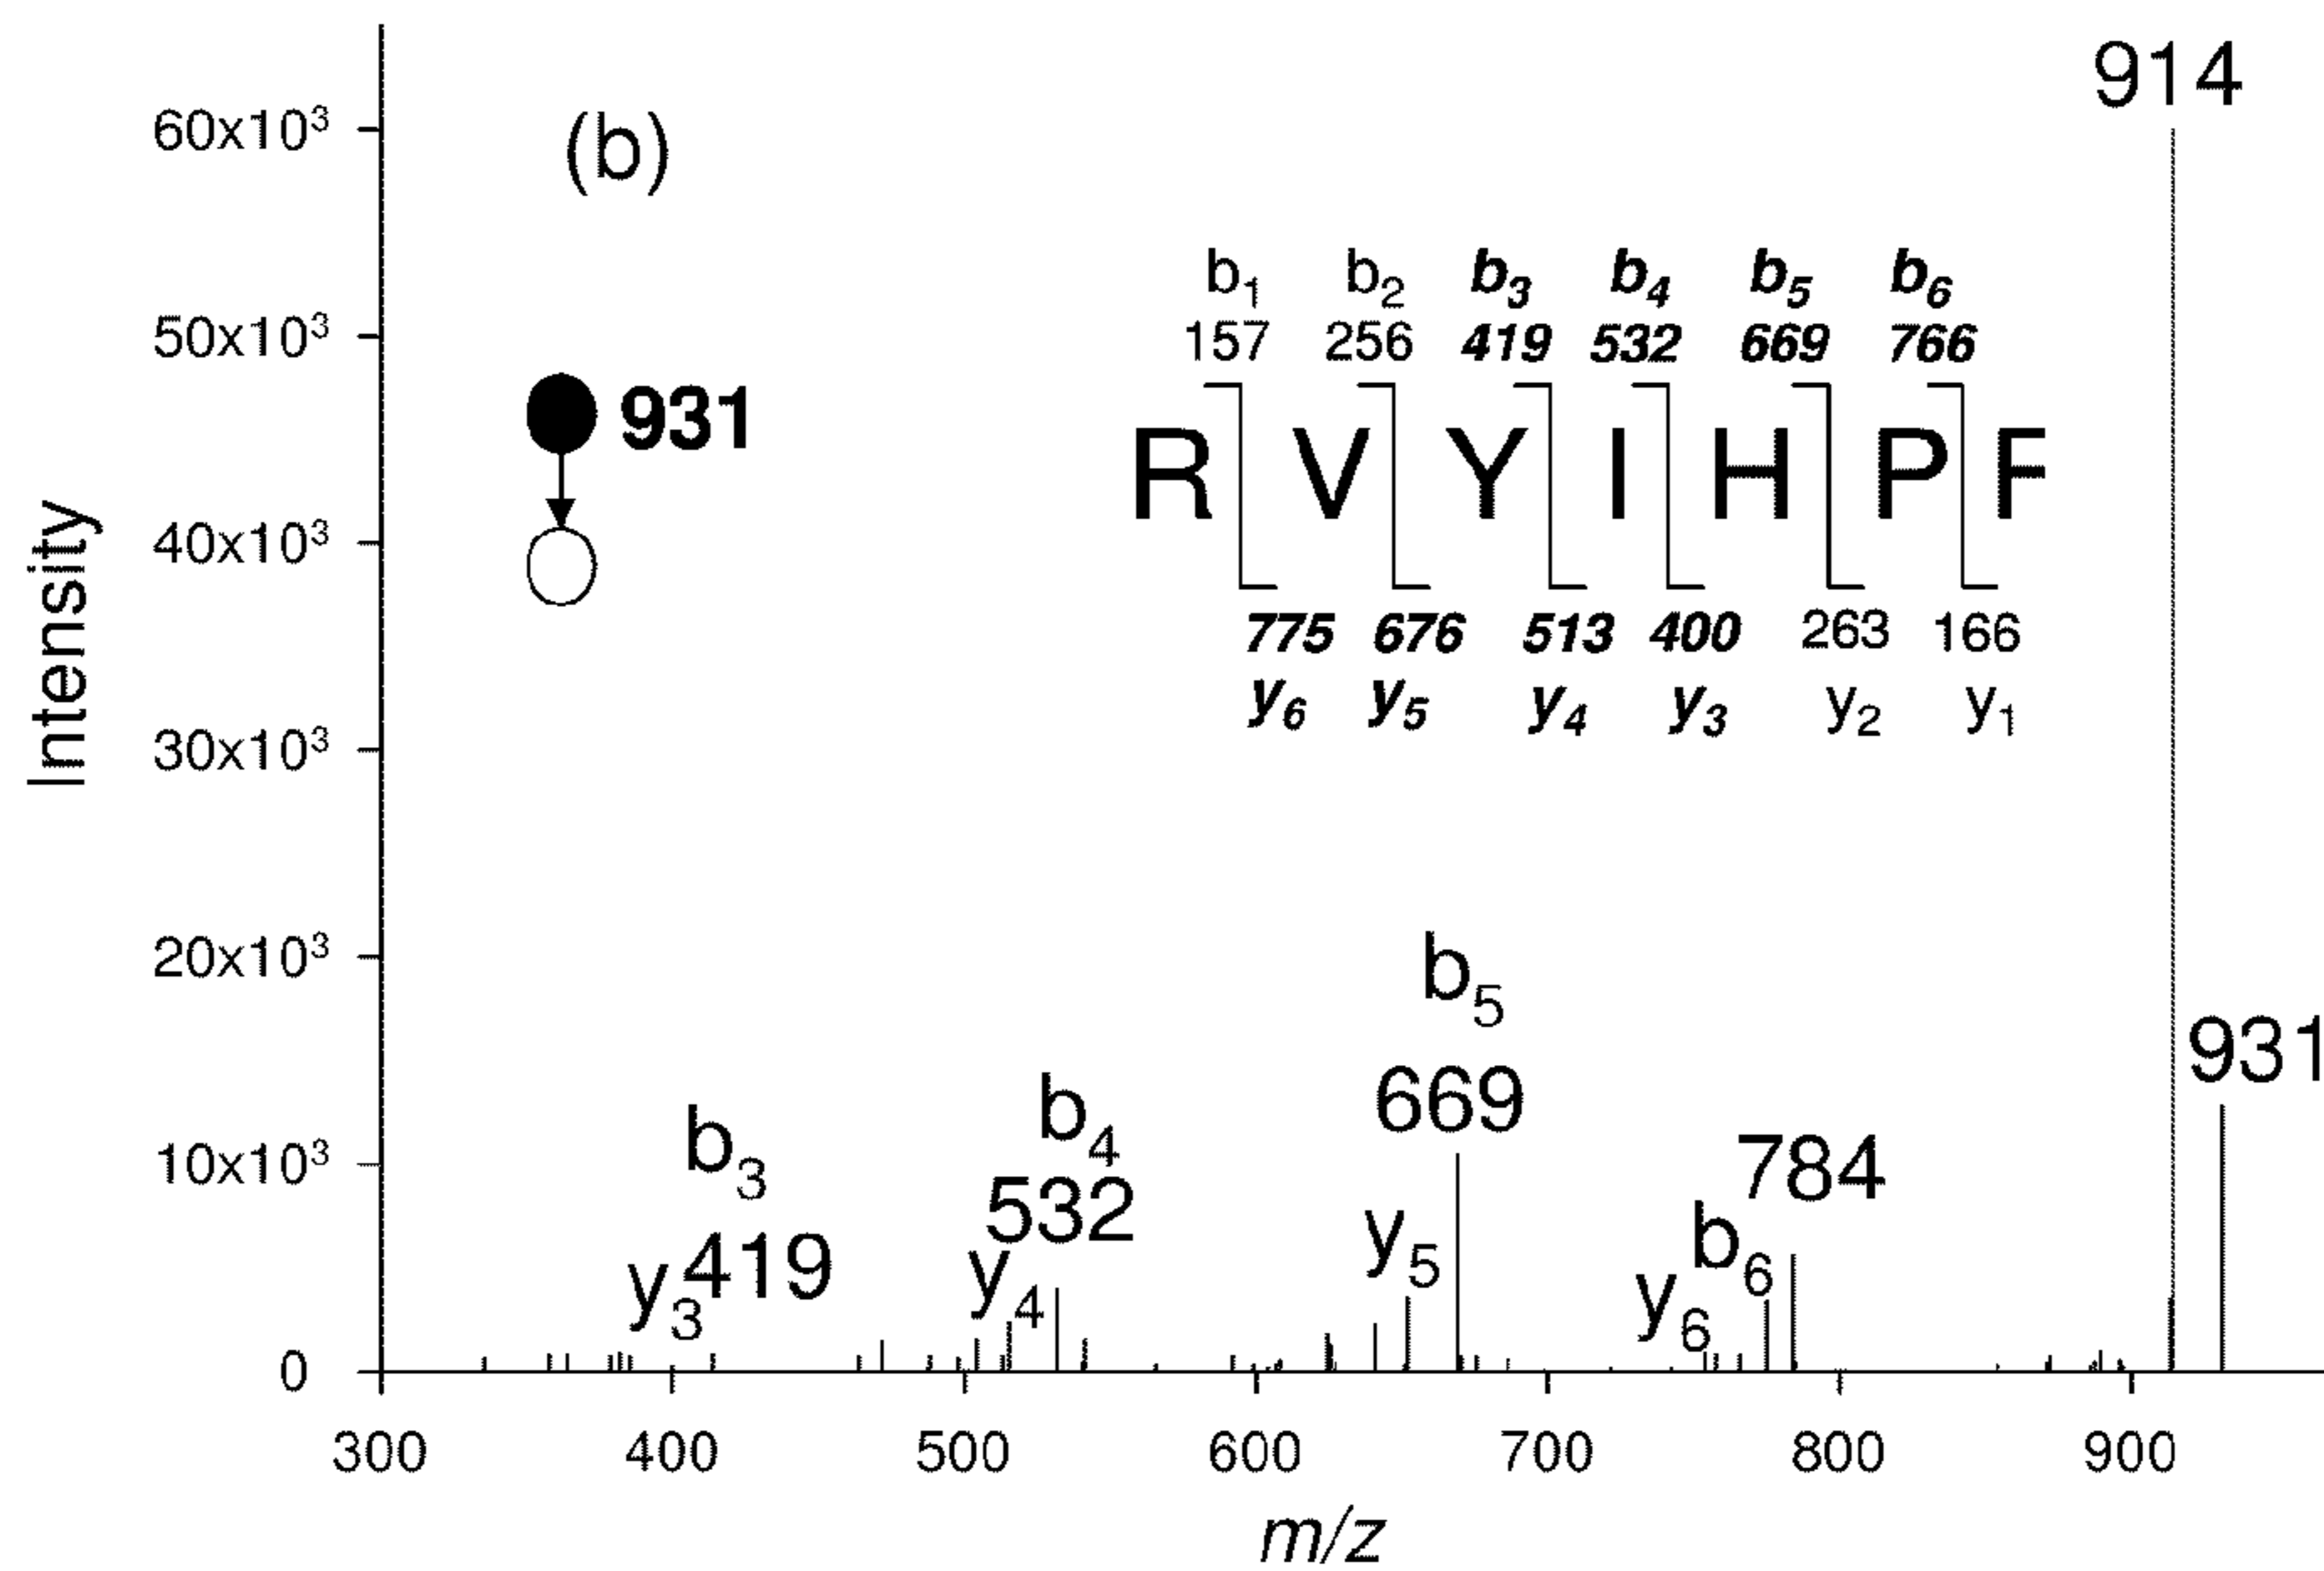 914
60x10³
(b)
b₁ b₂ b₃ b₄ b₅ b₆
50x10³
157 256 419 532 669 766
931
R V Y I H P F
40x10³
Intensity
775 676 513 400 263 166
y₆ y₅ y₄ y₃ y₂ y₁
30x10³
20x10³
b₅
931
b₃ b₄ 669 784
10x10³
532
y₃ 419 y₄ y₅ y₆ b₆
0
300 400 500 600 700 800 900
m/z